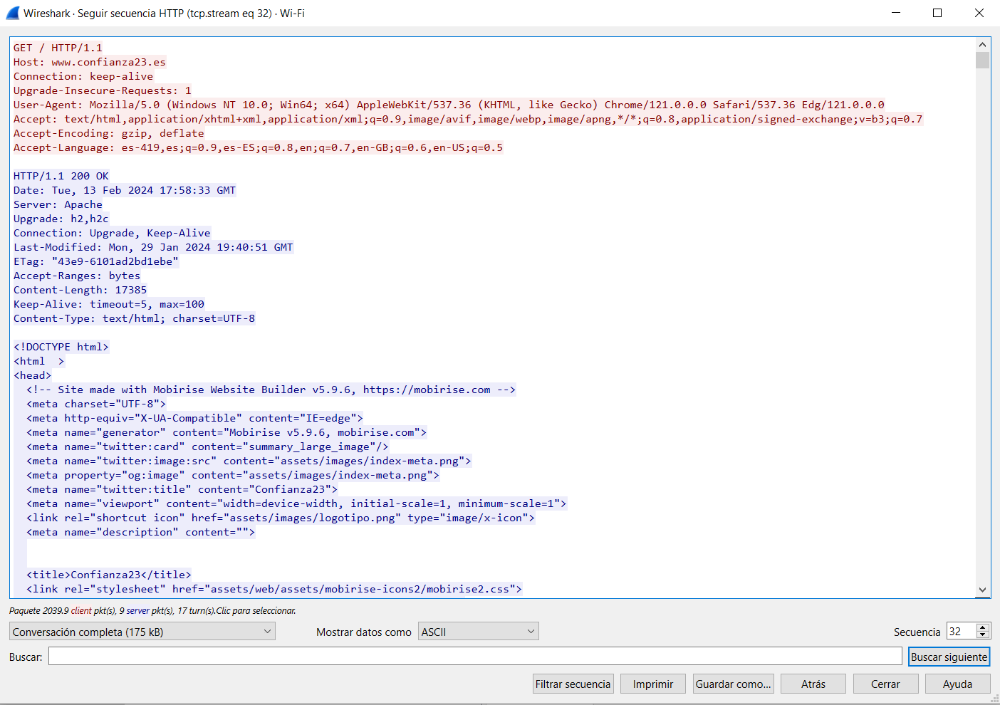 Wireshark · Seguir secuencia HTTP (tcp.stream eq 32) · Wi-Fi
GET / HTTP/1.1
Host: www.confianza23.es
Connection: keep-alive
Upgrade-Insecure-Requests: 1
User-Agent: Mozilla/5.0 (Windows NT 10.0; Win64; x64) AppleWebKit/537.36 (KHTML, like Gecko) Chrome/121.0.0.0 Safari/537.36 Edg/121.0.0.0
Accept: text/html,application/xhtml+xml,application/xml;q=0.9,image/avif,image/webp,image/apng,*/*;q=0.8,application/signed-exchange;v=b3;q=0.7
Accept-Encoding: gzip, deflate
Accept-Language: es-419,es;q=0.9,es-ES;q=0.8,en;q=0.7,en-GB;q=0.6,en-US;q=0.5
HTTP/1.1 200 OK
Date: Tue, 13 Feb 2024 17:58:33 GMT
Server: Apache
Upgrade: h2,h2c
Connection: Upgrade, Keep-Alive
Last-Modified: Mon, 29 Jan 2024 19:40:51 GMT
ETag: "43e9-6101ad2bd1ebe"
Accept-Ranges: bytes
Content-Length: 17385
Keep-Alive: timeout=5, max=100
Content-Type: text/html; charset=UTF-8
<!DOCTYPE html>
<html  >
<head>
<!-- Site made with Mobirise Website Builder v5.9.6, https://mobirise.com -->
<meta charset="UTF-8">
<meta http-equiv="X-UA-Compatible" content="IE=edge">
<meta name="generator" content="Mobirise v5.9.6, mobirise.com">
<meta name="twitter:card" content="summary_large_image"/>
<meta name="twitter:image:src" content="assets/images/index-meta.png">
<meta property="og:image" content="assets/images/index-meta.png">
<meta name="twitter:title" content="Confianza23">
<meta name="viewport" content="width=device-width, initial-scale=1, minimum-scale=1">
<link rel="shortcut icon" href="assets/images/logotipo.png" type="image/x-icon">
<meta name="description" content="">
<title>Confianza23</title>
<link rel="stylesheet" href="assets/web/assets/mobirise-icons2/mobirise2.css">
Paquete 2039.9 client pkt(s), 9 server pkt(s), 17 turn(s).Clic para seleccionar.
Conversación completa (175 kB) Mostrar datos como ASCII Secuencia 32
Buscar: Buscar siguiente
Filtrar secuencia Imprimir Guardar como... Atrás Cerrar Ayuda